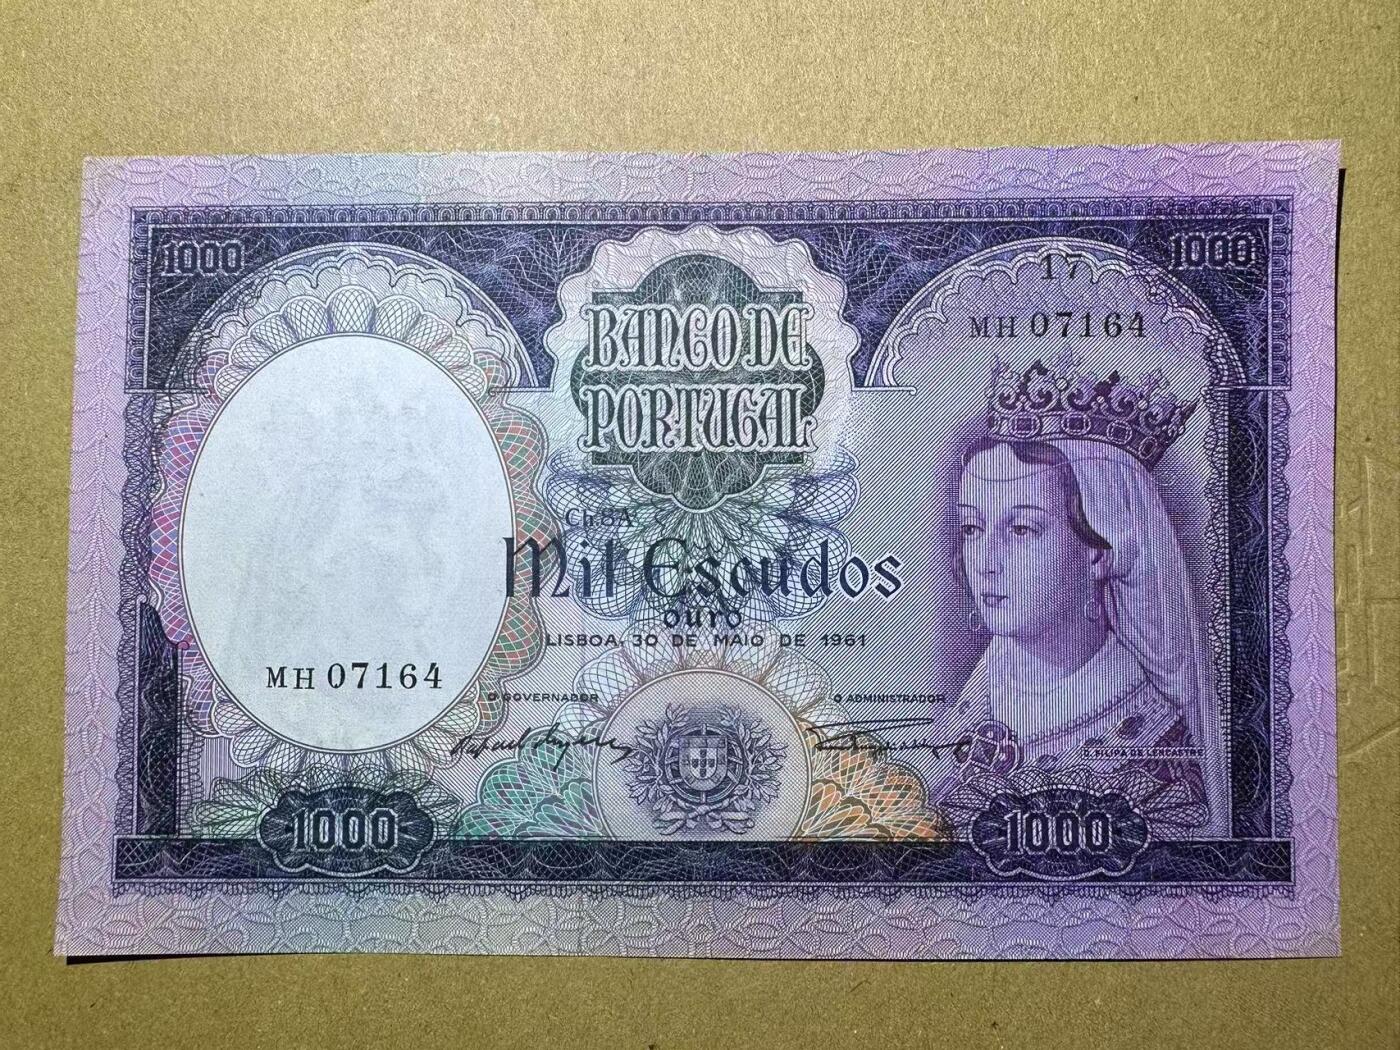 1000
1000
17
BANCO DE
PORTUGAL
MH 07164
Ch.8A
Mil Escudos
ouro
LISBOA, 30 DE MAIO DE 1961
MH 07164
O GOVERNADOR
O ADMINISTRADOR
D. FILIPA DE LENCASTRE
1000
1000